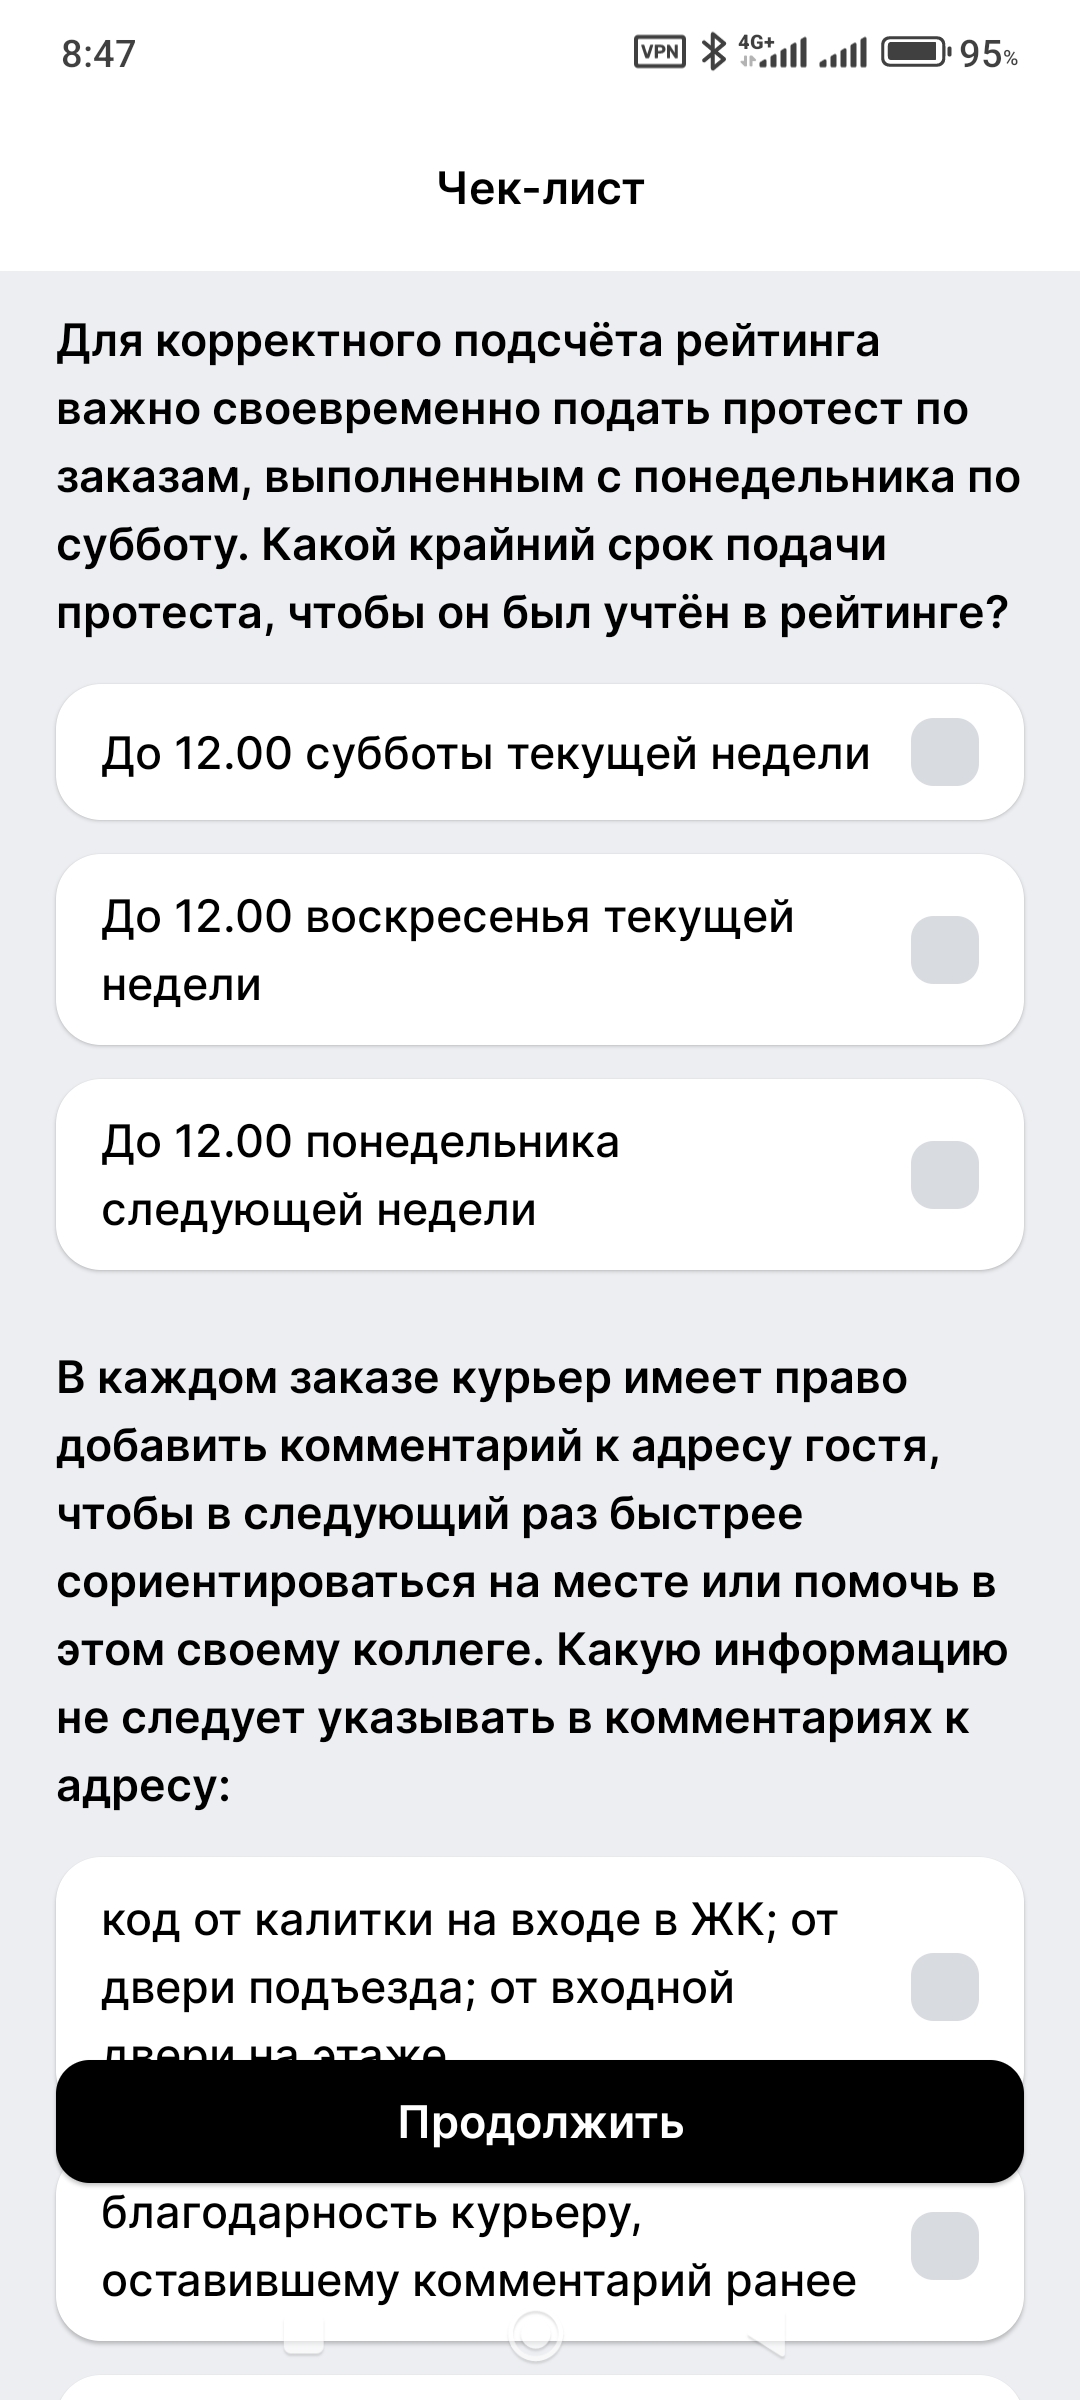 8:47
VPN 4G+ 95%
Чек-лист
Для корректного подсчёта рейтинга
важно своевременно подать протест по
заказам, выполненным с понедельника по
субботу. Какой крайний срок подачи
протеста, чтобы он был учтён в рейтинге?
До 12.00 субботы текущей недели
До 12.00 воскресенья текущей
недели
До 12.00 понедельника
следующей недели
В каждом заказе курьер имеет право
добавить комментарий к адресу гостя,
чтобы в следующий раз быстрее
сориентироваться на месте или помочь в
этом своему коллеге. Какую информацию
не следует указывать в комментариях к
адресу:
код от калитки на входе в ЖК; от
двери подъезда; от входной
двери на этаже
Продолжить
благодарность курьеру,
оставившему комментарий ранее